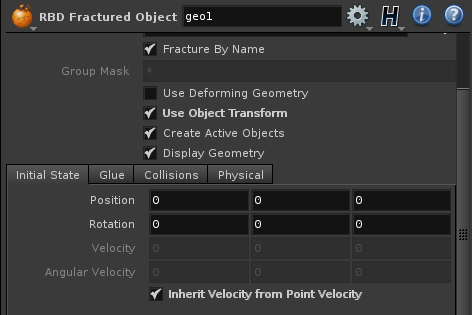 RBD Fractured Object geo1
Fracture By Name
Group Mask *
Use Deforming Geometry
Use Object Transform
Create Active Objects
Display Geometry
Initial State Glue Collisions Physical
Position 0 0 0
Rotation 0 0 0
Velocity 0 0 0
Angular Velocity 0 0 0
Inherit Velocity from Point Velocity